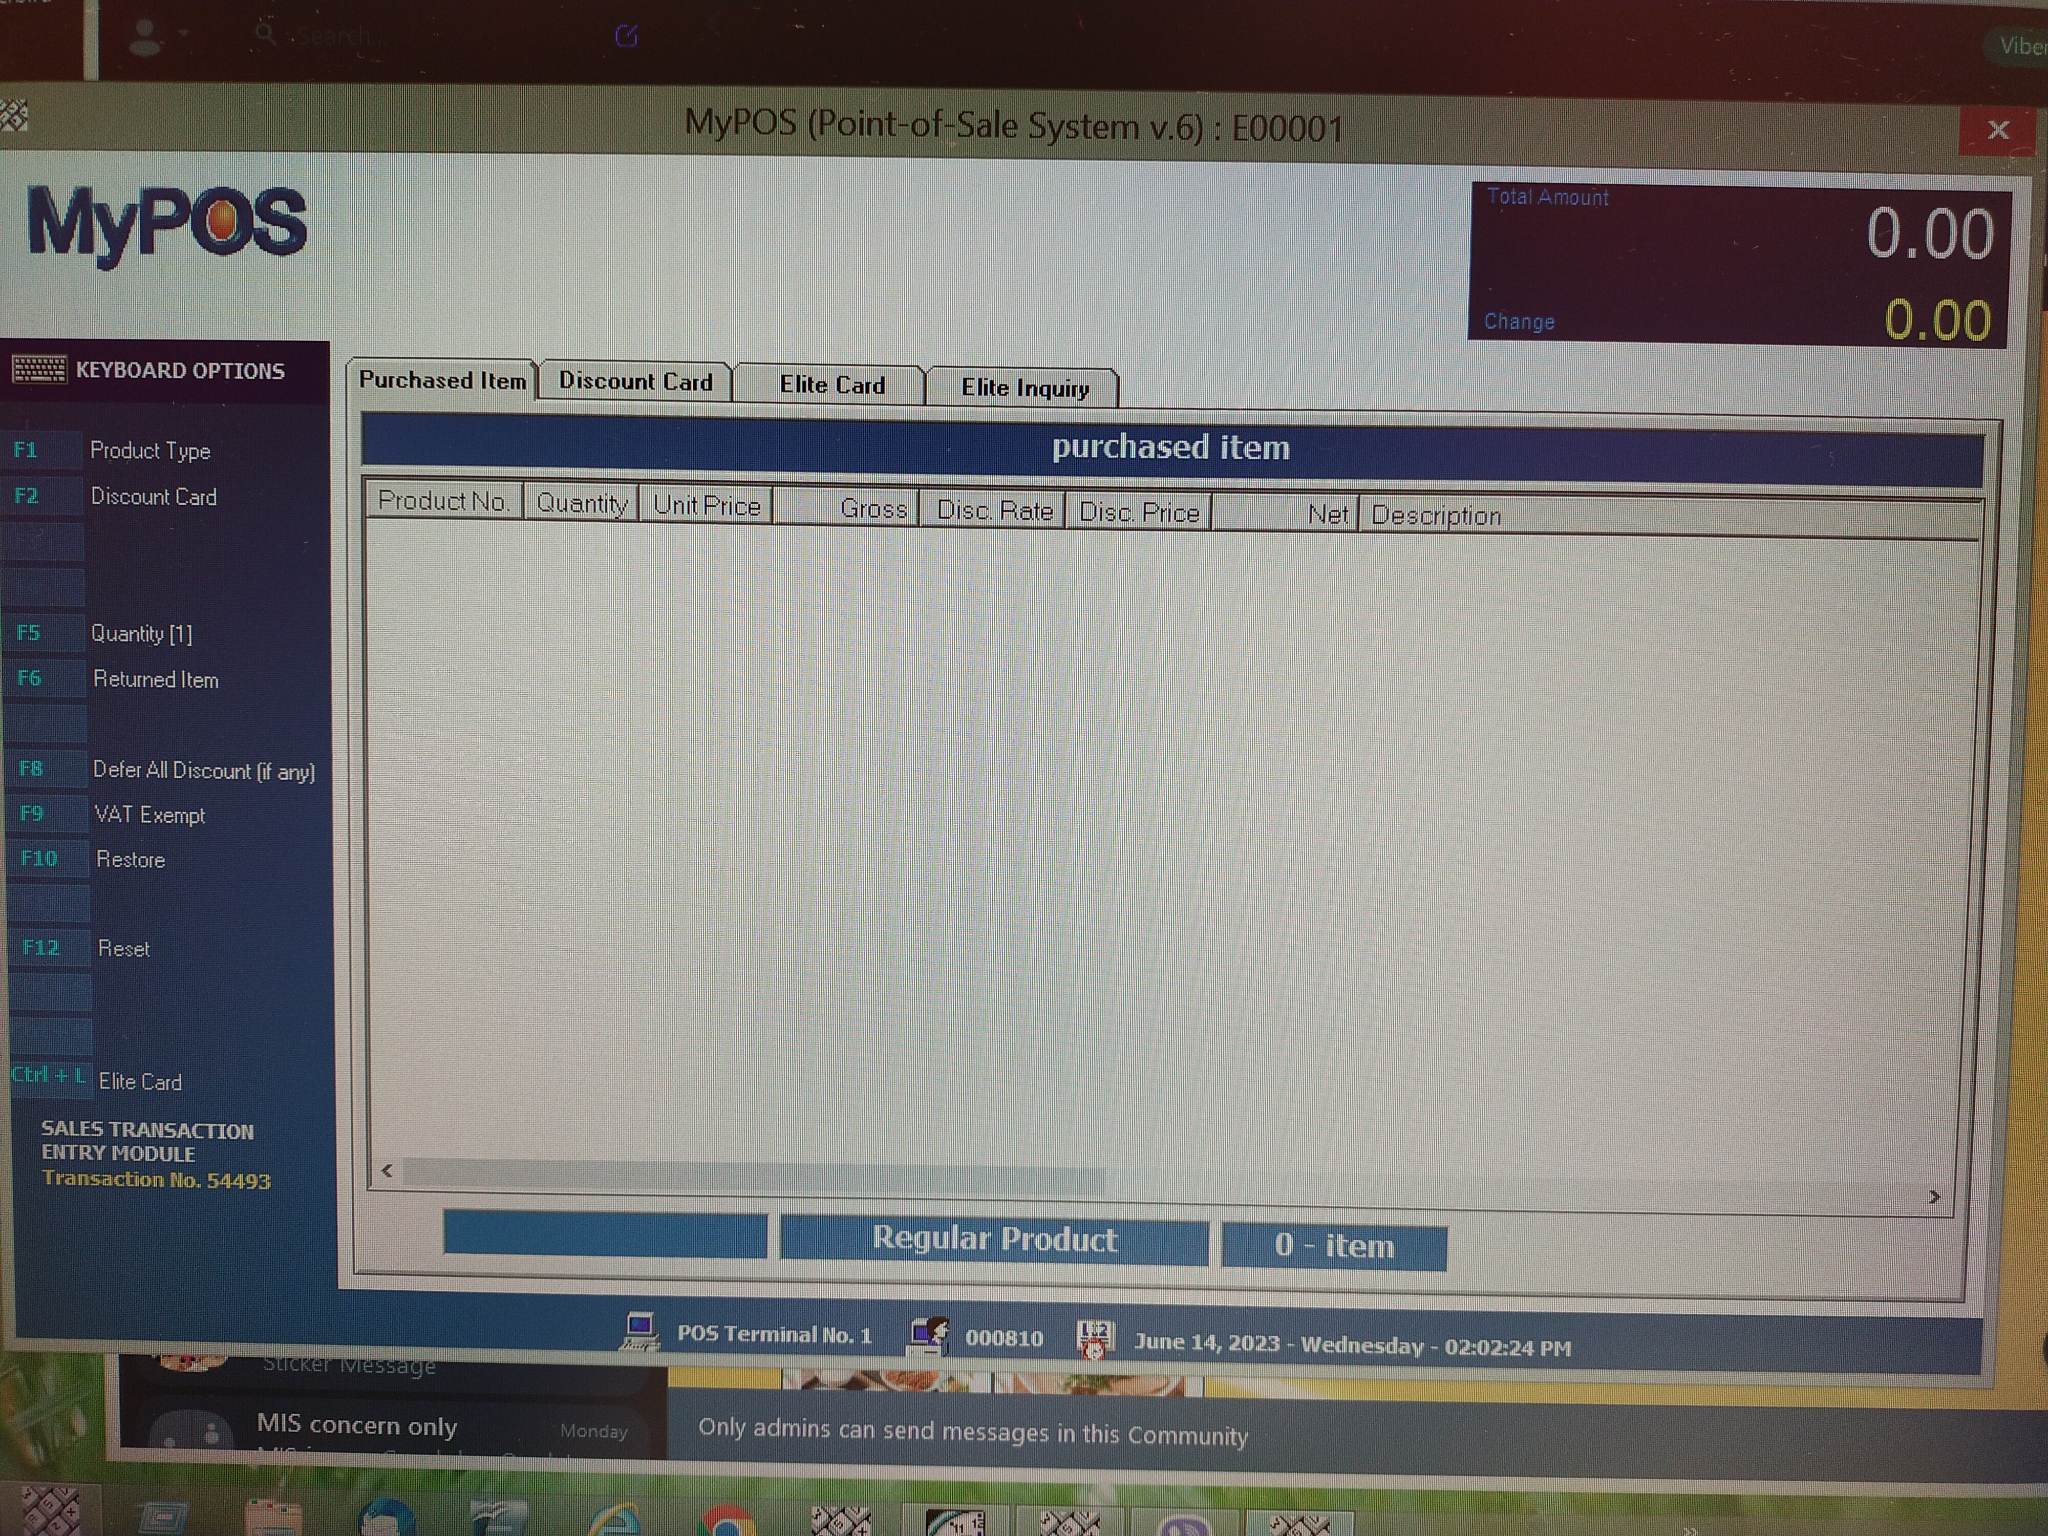 Search...
Viber
MyPOS (Point-of-Sale System v.6) : E00001
MyPOS
Total Amount
0.00
Change
0.00
KEYBOARD OPTIONS
F1 Product Type
F2 Discount Card
F5 Quantity [1]
F6 Returned Item
F8 Defer All Discount (if any)
F9 VAT Exempt
F10 Restore
F12 Reset
Ctrl + L Elite Card
SALES TRANSACTION
ENTRY MODULE
Transaction No. 54493
Purchased Item Discount Card Elite Card Elite Inquiry
purchased item
Product No. Quantity Unit Price Gross Disc. Rate Disc. Price Net Description
Regular Product 0 - item
POS Terminal No. 1 000810 June 14, 2023 - Wednesday - 02:02:24 PM
Sticker Message
MIS concern only Monday
Only admins can send messages in this Community